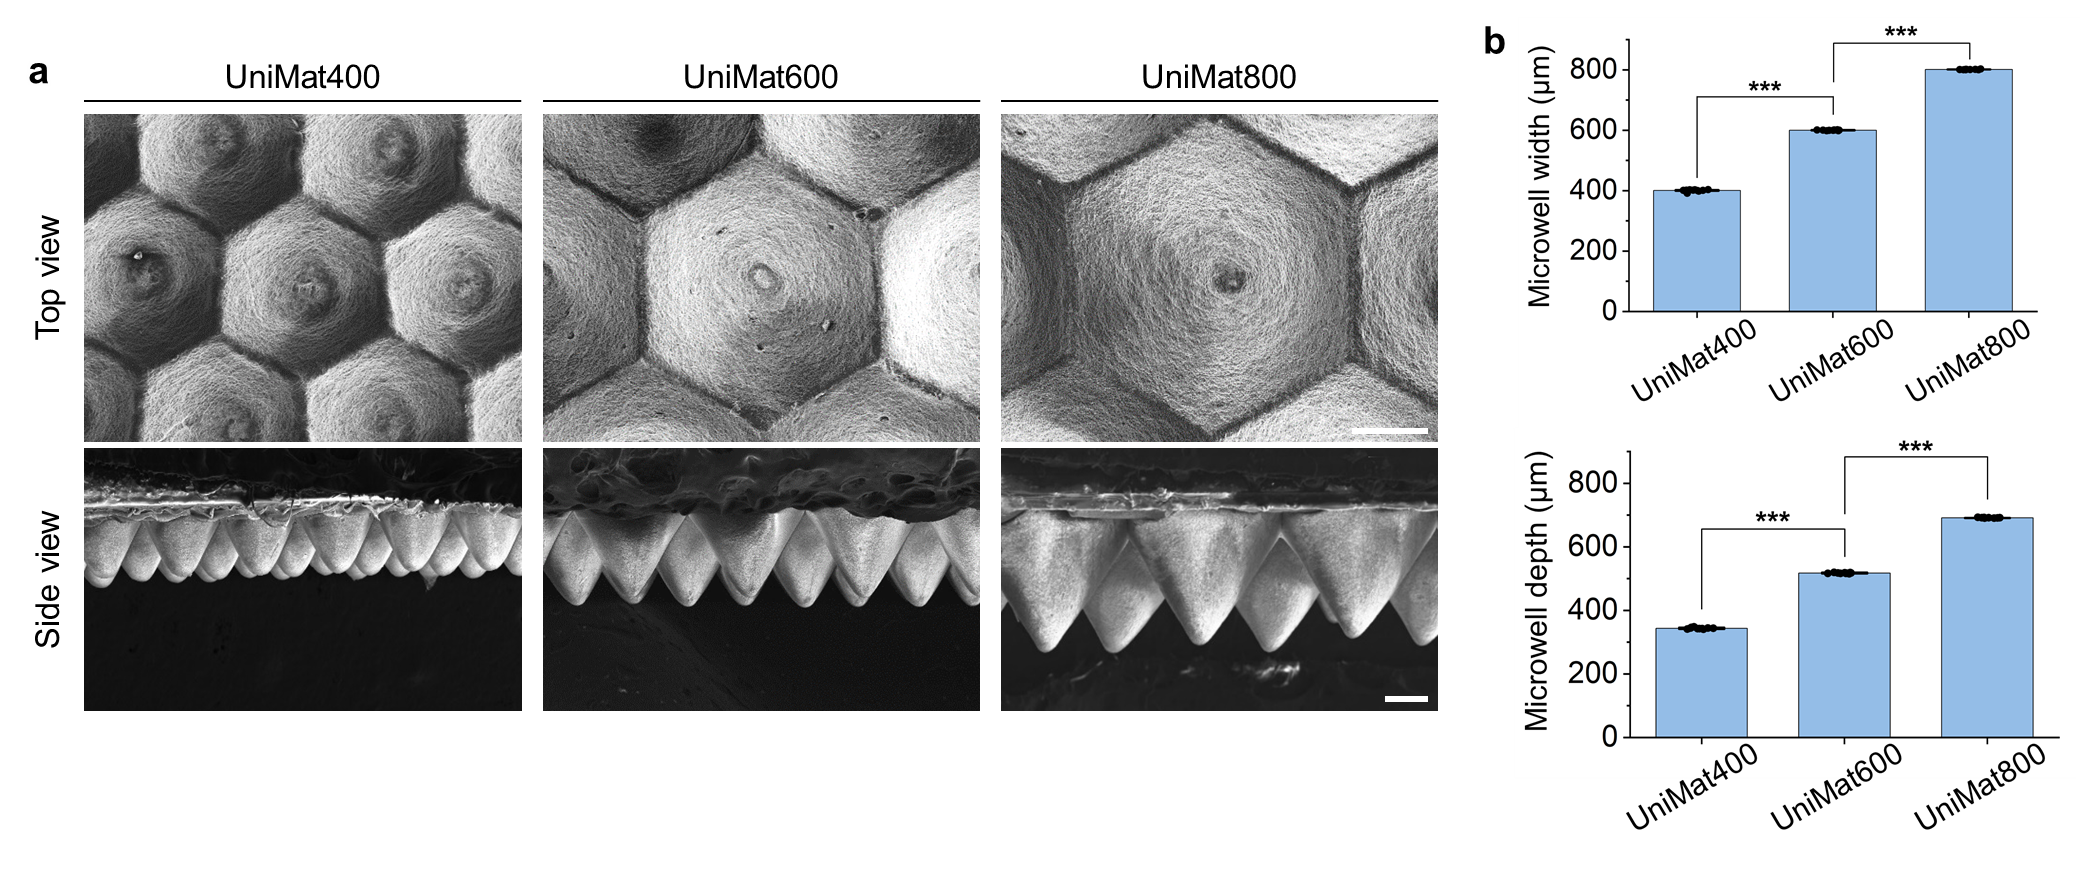 a
UniMat400 UniMat600 UniMat800
Top view
Side view
b
Microwell width (µm)
800
600
400
200
0
***
***
UniMat400
UniMat600
UniMat800
Microwell depth (µm)
800
600
400
200
0
***
***
UniMat400
UniMat600
UniMat800